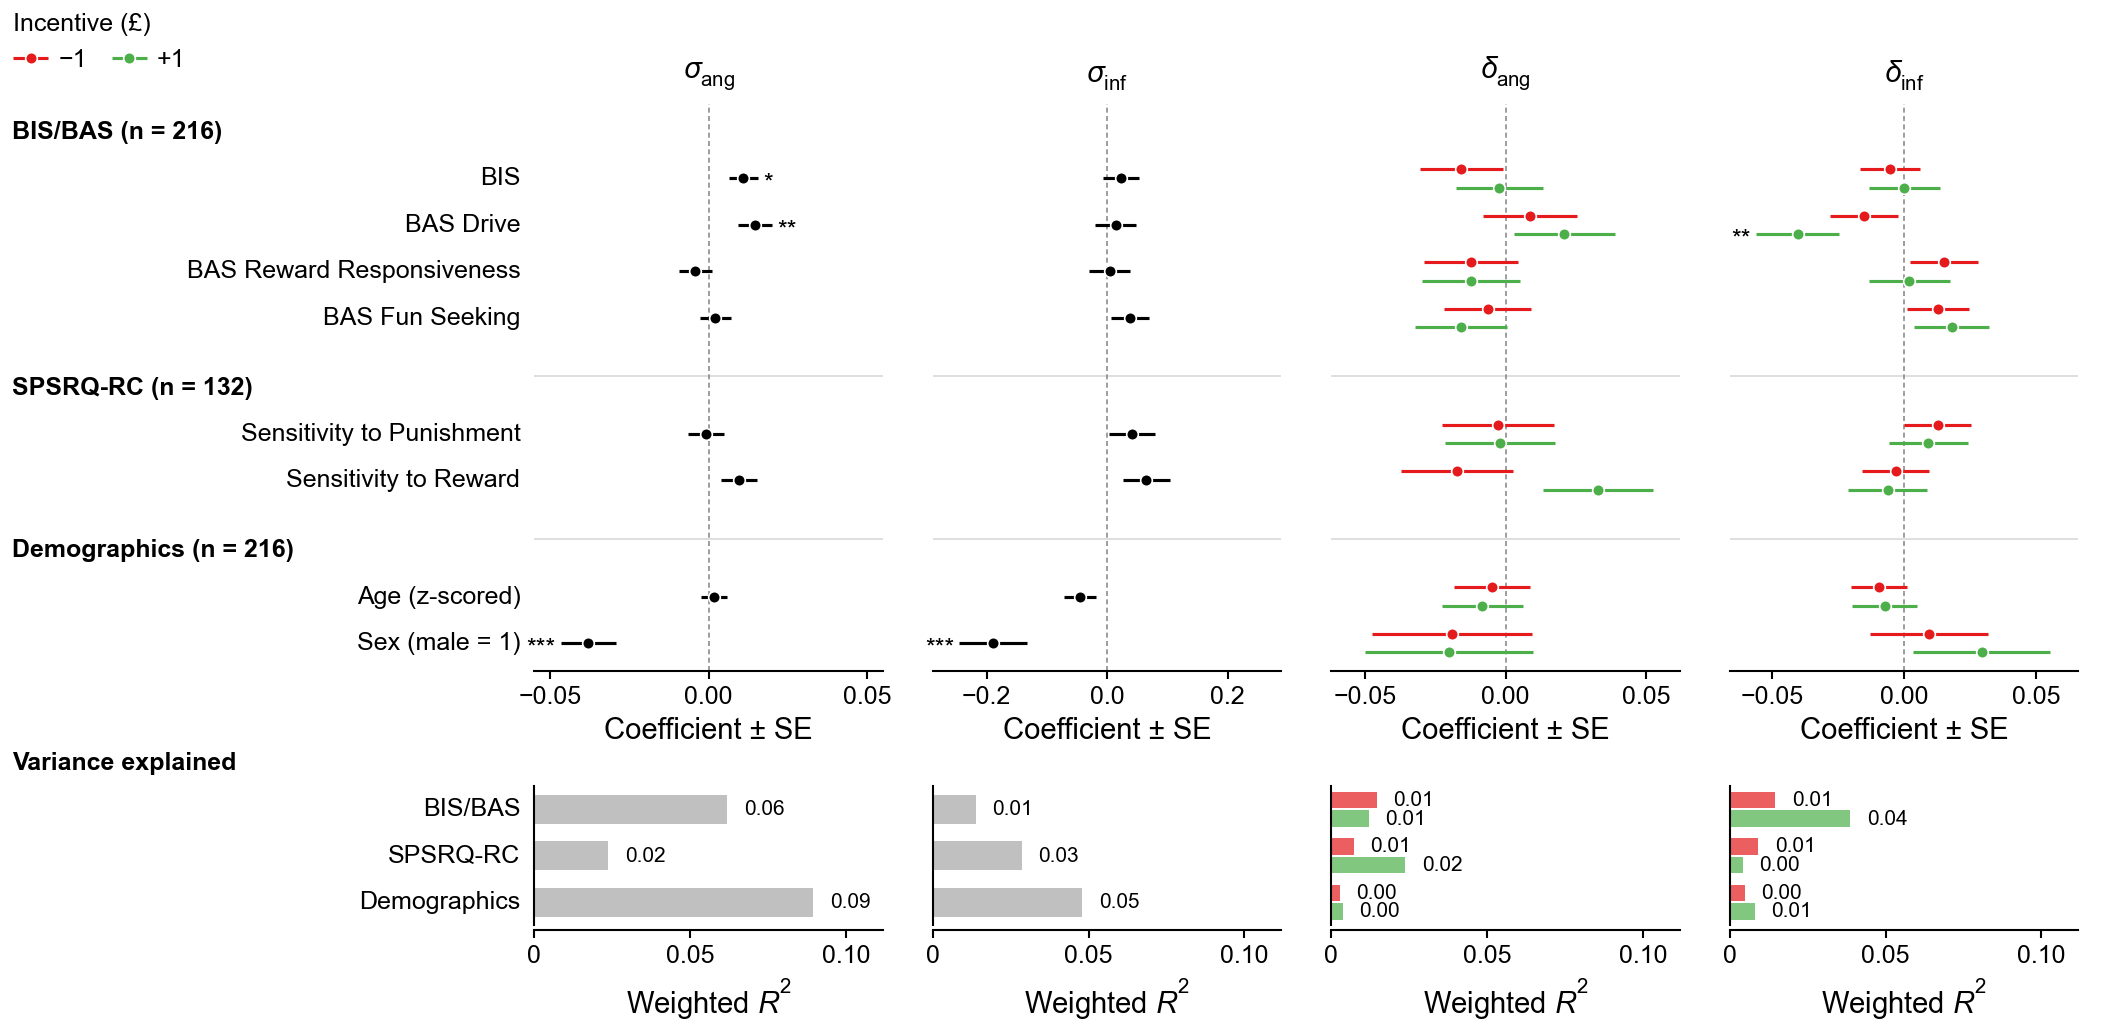 Incentive (£)
−1 +1
σang σinf δang δinf
BIS/BAS (n = 216)
BIS *
BAS Drive ** **
BAS Reward Responsiveness
BAS Fun Seeking
SPSRQ-RC (n = 132)
Sensitivity to Punishment
Sensitivity to Reward
Demographics (n = 216)
Age (z-scored)
Sex (male = 1) *** ***
−0.05 0.00 0.05 −0.2 0.0 0.2 −0.05 0.00 0.05 −0.05 0.00 0.05
Coefficient ± SE Coefficient ± SE Coefficient ± SE Coefficient ± SE
Variance explained
BIS/BAS 0.06 0.01 0.01 0.01 0.01 0.04
SPSRQ-RC 0.02 0.03 0.01 0.02 0.01 0.00
Demographics 0.09 0.05 0.00 0.00 0.00 0.01
0 0.05 0.10 0 0.05 0.10 0 0.05 0.10 0 0.05 0.10
Weighted R² Weighted R² Weighted R² Weighted R²